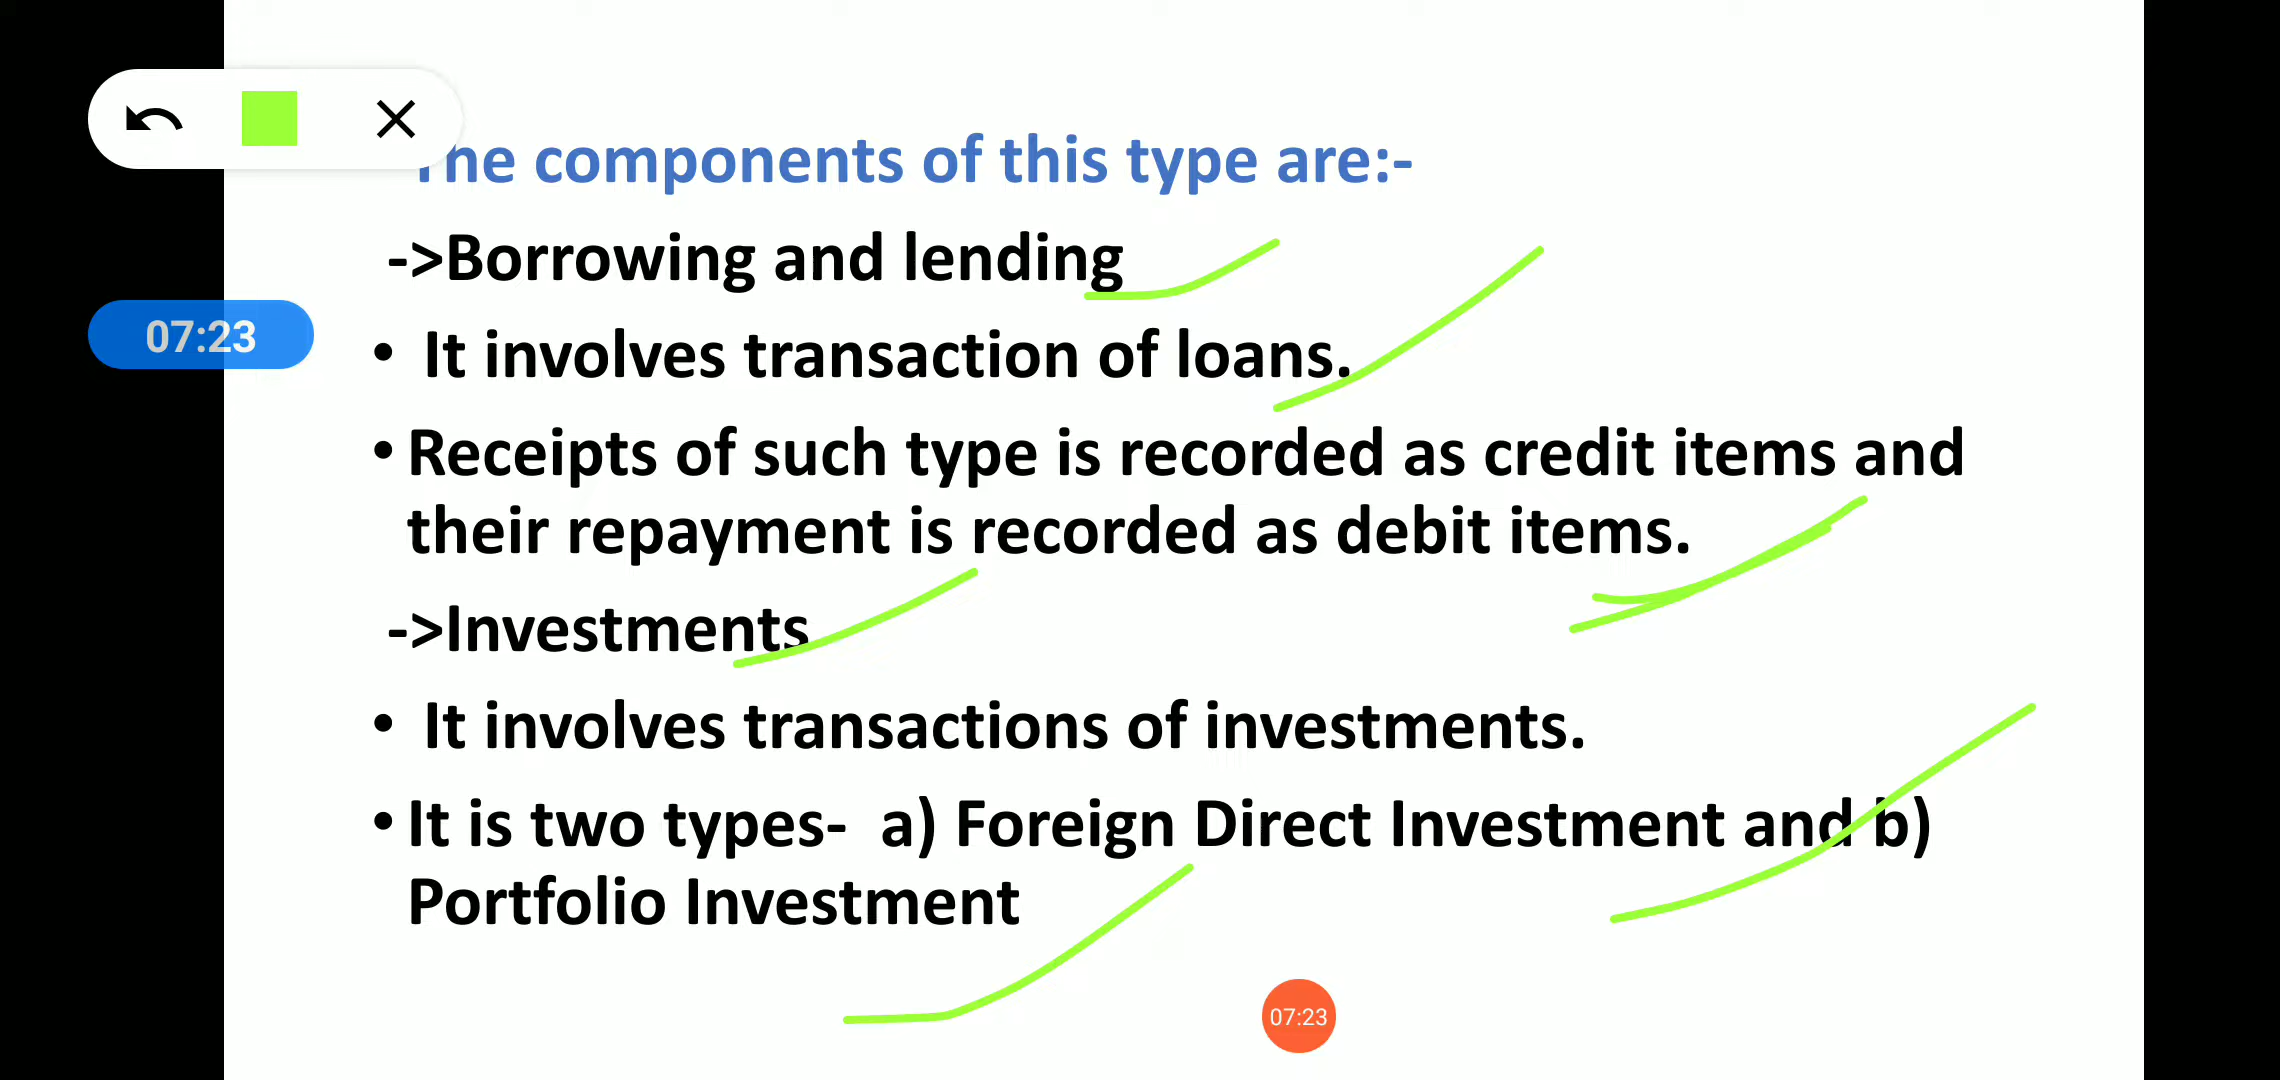 The components of this type are:-
->Borrowing and lending
07:23
• It involves transaction of loans.
• Receipts of such type is recorded as credit items and
their repayment is recorded as debit items.
->Investments
• It involves transactions of investments.
• It is two types- a) Foreign Direct Investment and b)
Portfolio Investment
07:23